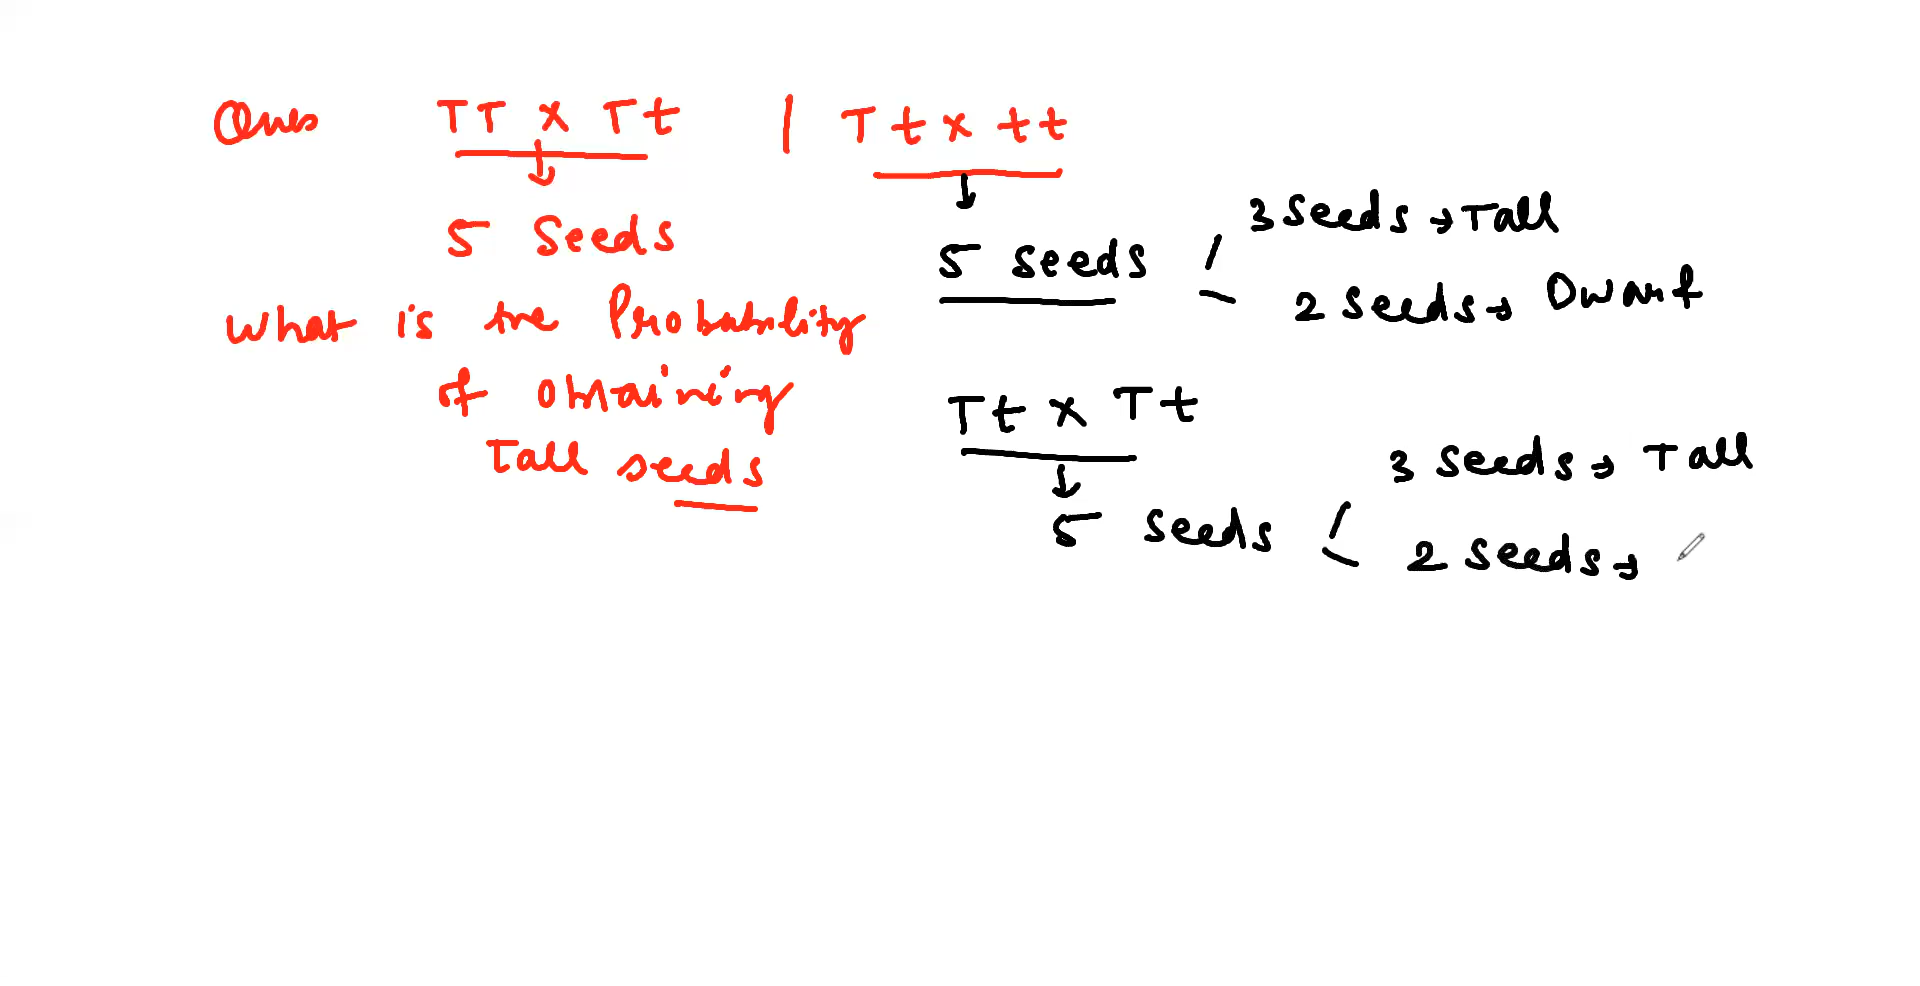 Ques TT x Tt | Tt x tt
5 Seeds
What is the Probability
of obtaining
Tall seeds
5 seeds
3 Seeds → Tall
2 Seeds → Dwarf
Tt x Tt
5 seeds
3 Seeds → Tall
2 Seeds →